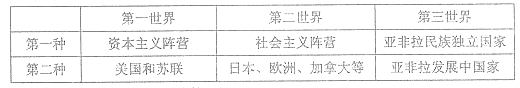 第一世界 第二世界 第三世界
第一种 资本主义阵营 社会主义阵营 亚非拉民族独立国家
第二种 美国和苏联 日本、欧洲、加拿大等 亚非拉发展中国家